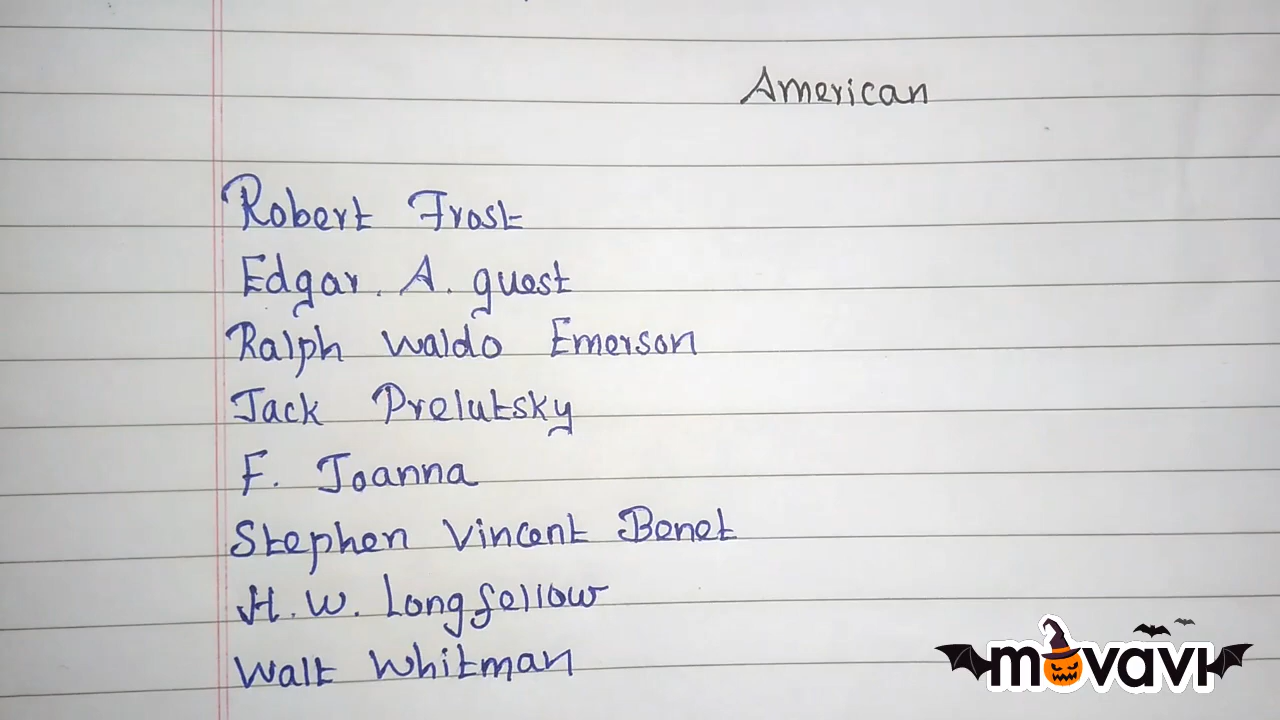 American
Robert Frost
Edgar. A. guest
Ralph Waldo Emerson
Jack Prelutsky
F. Joanna
Stephen Vincent Benet
H. W. Longfellow
Walt Whitman
movavi